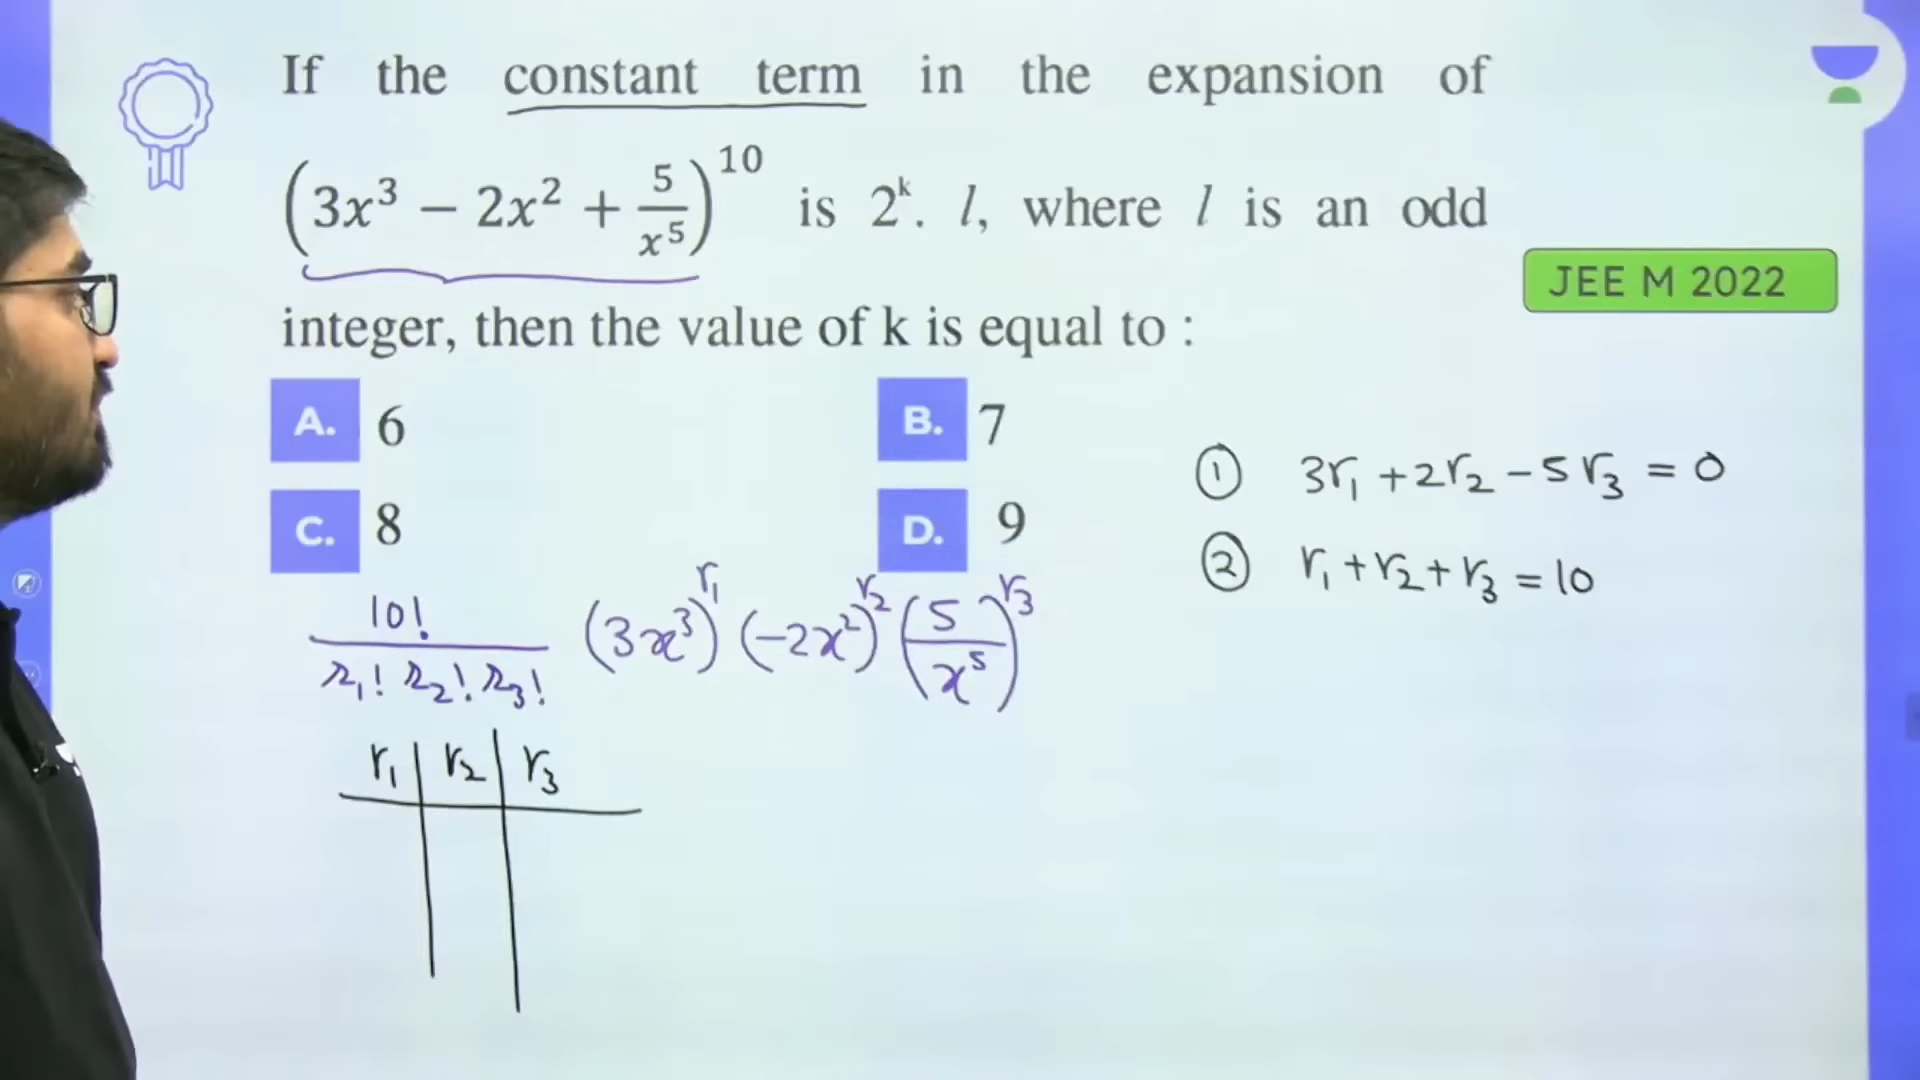 If the constant term in the expansion of
(3x³ − 2x² + 5/x⁵)¹⁰ is 2ᵏ. l, where l is an odd
JEE M 2022
integer, then the value of k is equal to :
A. 6
B. 7
C. 8
D. 9
① 3r₁ + 2r₂ − 5r₃ = 0
② r₁ + r₂ + r₃ = 10
10!/(r₁! r₂! r₃!) (3x³)^r₁ (−2x²)^r₂ (5/x⁵)^r₃
r₁ | r₂ | r₃